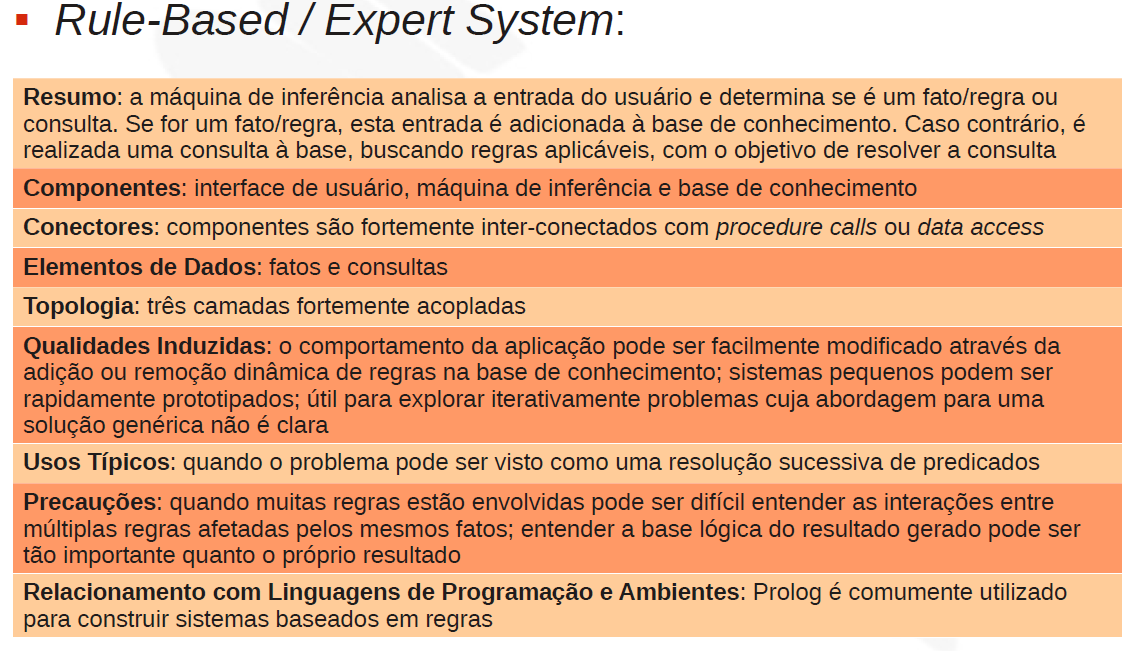 ▪ Rule-Based / Expert System:
Resumo: a máquina de inferência analisa a entrada do usuário e determina se é um fato/regra ou
consulta. Se for um fato/regra, esta entrada é adicionada à base de conhecimento. Caso contrário, é
realizada uma consulta à base, buscando regras aplicáveis, com o objetivo de resolver a consulta
Componentes: interface de usuário, máquina de inferência e base de conhecimento
Conectores: componentes são fortemente inter-conectados com procedure calls ou data access
Elementos de Dados: fatos e consultas
Topologia: três camadas fortemente acopladas
Qualidades Induzidas: o comportamento da aplicação pode ser facilmente modificado através da
adição ou remoção dinâmica de regras na base de conhecimento; sistemas pequenos podem ser
rapidamente prototipados; útil para explorar iterativamente problemas cuja abordagem para uma
solução genérica não é clara
Usos Típicos: quando o problema pode ser visto como uma resolução sucessiva de predicados
Precauções: quando muitas regras estão envolvidas pode ser difícil entender as interações entre
múltiplas regras afetadas pelos mesmos fatos; entender a base lógica do resultado gerado pode ser
tão importante quanto o próprio resultado
Relacionamento com Linguagens de Programação e Ambientes: Prolog é comumente utilizado
para construir sistemas baseados em regras